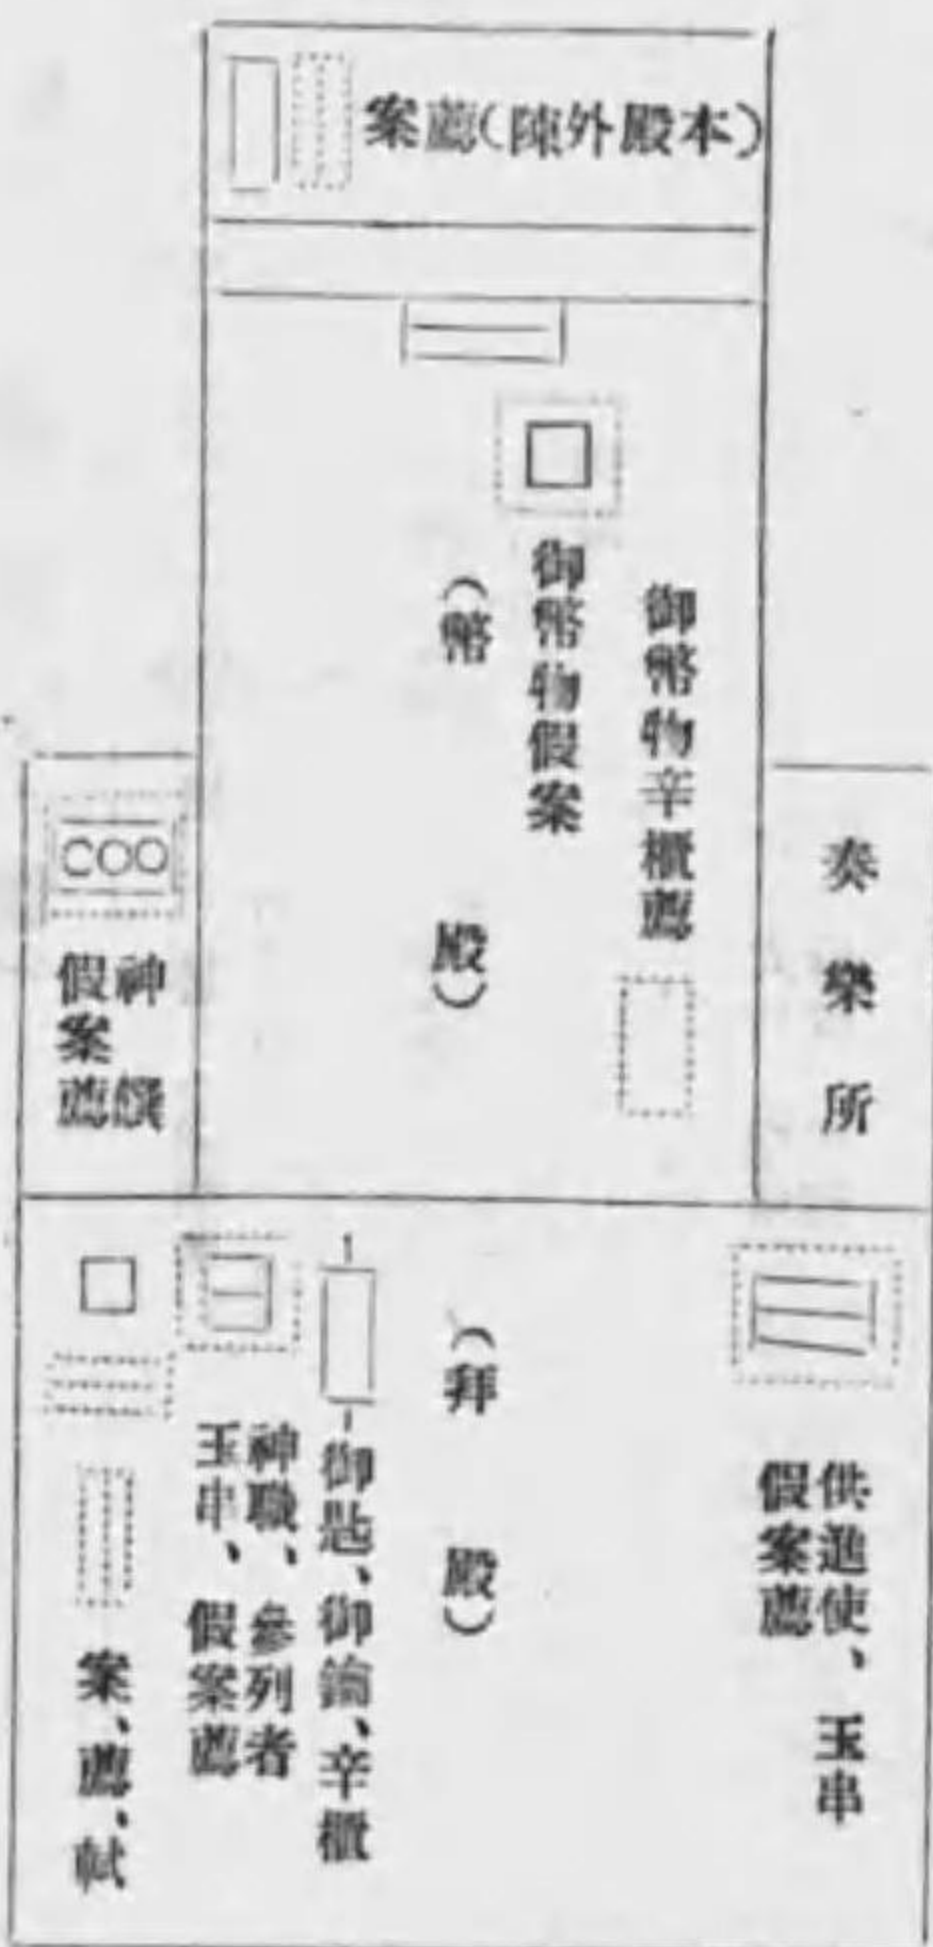 案薦(陳外殿本)
御幣物辛櫃薦
御幣物假案
(幣殿)
奏樂所
神饌
假案薦
供進使、玉串
假案薦
(拜殿)
御匙、御鑰、辛櫃
神職、參列者
玉串、假案薦
案、薦、軾